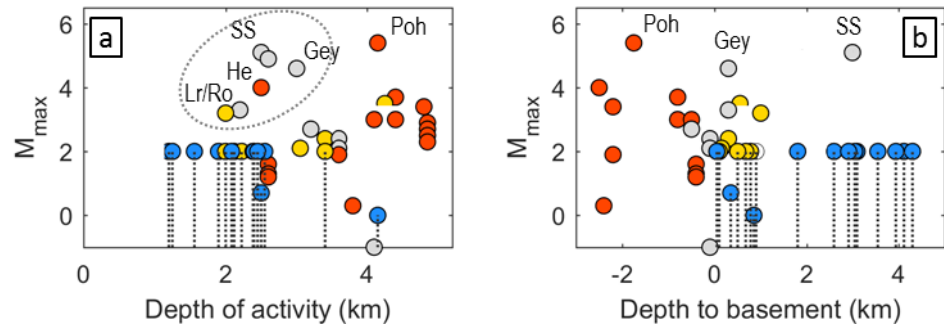 a
SS
Gey
He
Lr/Ro
Poh
6
4
2
0
M_max
0
2
4
Depth of activity (km)
b
Poh
Gey
SS
6
4
2
0
M_max
-2
0
2
4
Depth to basement (km)